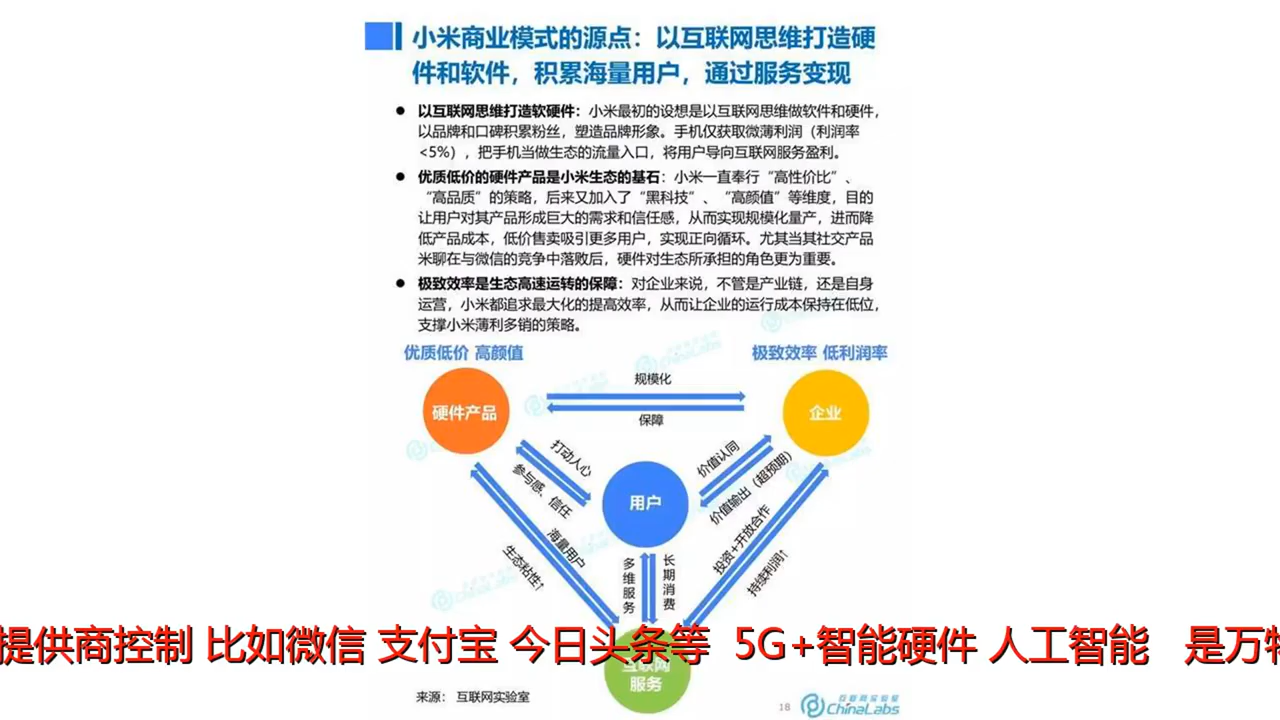 小米商业模式的源点：以互联网思维打造硬
件和软件，积累海量用户，通过服务变现
● 以互联网思维打造软硬件：小米最初的设想是以互联网思维做软件和硬件，
以品牌和口碑积累粉丝，塑造品牌形象。手机仅获取微薄利润（利润率
<5%），把手机当做生态的流量入口，将用户导向互联网服务盈利。
● 优质低价的硬件产品是小米生态的基石：小米一直奉行“高性价比”、
“高品质”的策略，后来又加入了“黑科技”、“高颜值”等维度，目的
让用户对其产品形成巨大的需求和信任感，从而实现规模化量产，进而降
低产品成本，低价售卖吸引更多用户，实现正向循环。尤其当其社交产品
米聊在与微信的竞争中落败后，硬件对生态所承担的角色更为重要。
● 极致效率是生态高速运转的保障：对企业来说，不管是产业链，还是自身
运营，小米都追求最大化的提高效率，从而让企业的运行成本保持在低位，
支撑小米薄利多销的策略。
优质低价 高颜值
极致效率 低利润率
规模化
硬件产品
企业
保障
打动人心
参与感、信任
价值认同
价值输出（超预期）
用户
海量用户
生态粘性↑
多维服务
长期消费
投资+开放合作
持续利润↑
提供商控制 比如微信 支付宝 今日头条等 5G+智能硬件 人工智能 是万物
互联网
服务
来源： 互联网实验室
18
互联网实验室
ChinaLabs